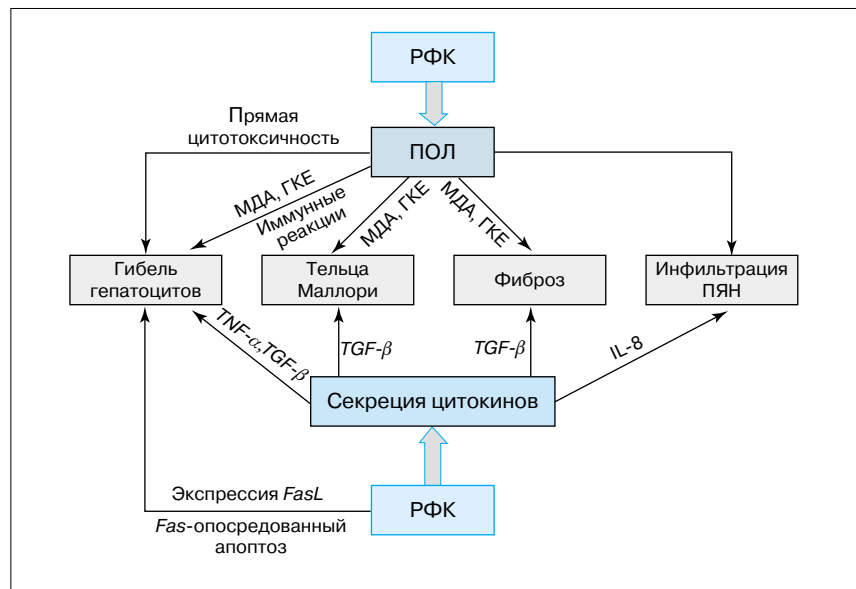 РФК
Прямая
цитотоксичность
ПОЛ
МДА, ГКЕ
Иммунные
реакции
МДА, ГКЕ
МДА, ГКЕ
Гибель
гепатоцитов
Тельца
Маллори
Фиброз
Инфильтрация
ПЯН
TNF-α,TGF-β
TGF-β
TGF-β
IL-8
Секреция цитокинов
Экспрессия FasL
Fas-опосредованный
апоптоз
РФК